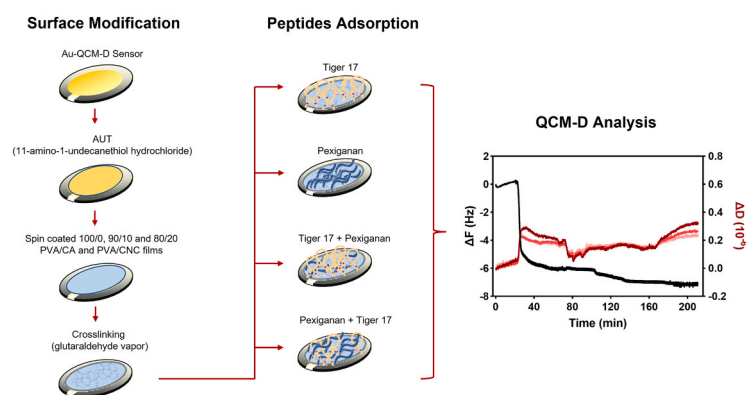 Surface Modification
Au-QCM-D Sensor
AUT
(11-amino-1-undecanethiol hydrochloride)
Spin coated 100/0, 90/10 and 80/20
PVA/CA and PVA/CNC films
Crosslinking
(glutaraldehyde vapor)
Peptides Adsorption
Tiger 17
Pexiganan
Tiger 17 + Pexiganan
Pexiganan + Tiger 17
QCM-D Analysis
ΔF (Hz)
2
0
-2
-4
-6
-8
0
40
80
120
160
200
Time (min)
0.8
0.6
0.4
0.2
0.0
-0.2
ΔD (10⁻⁶)